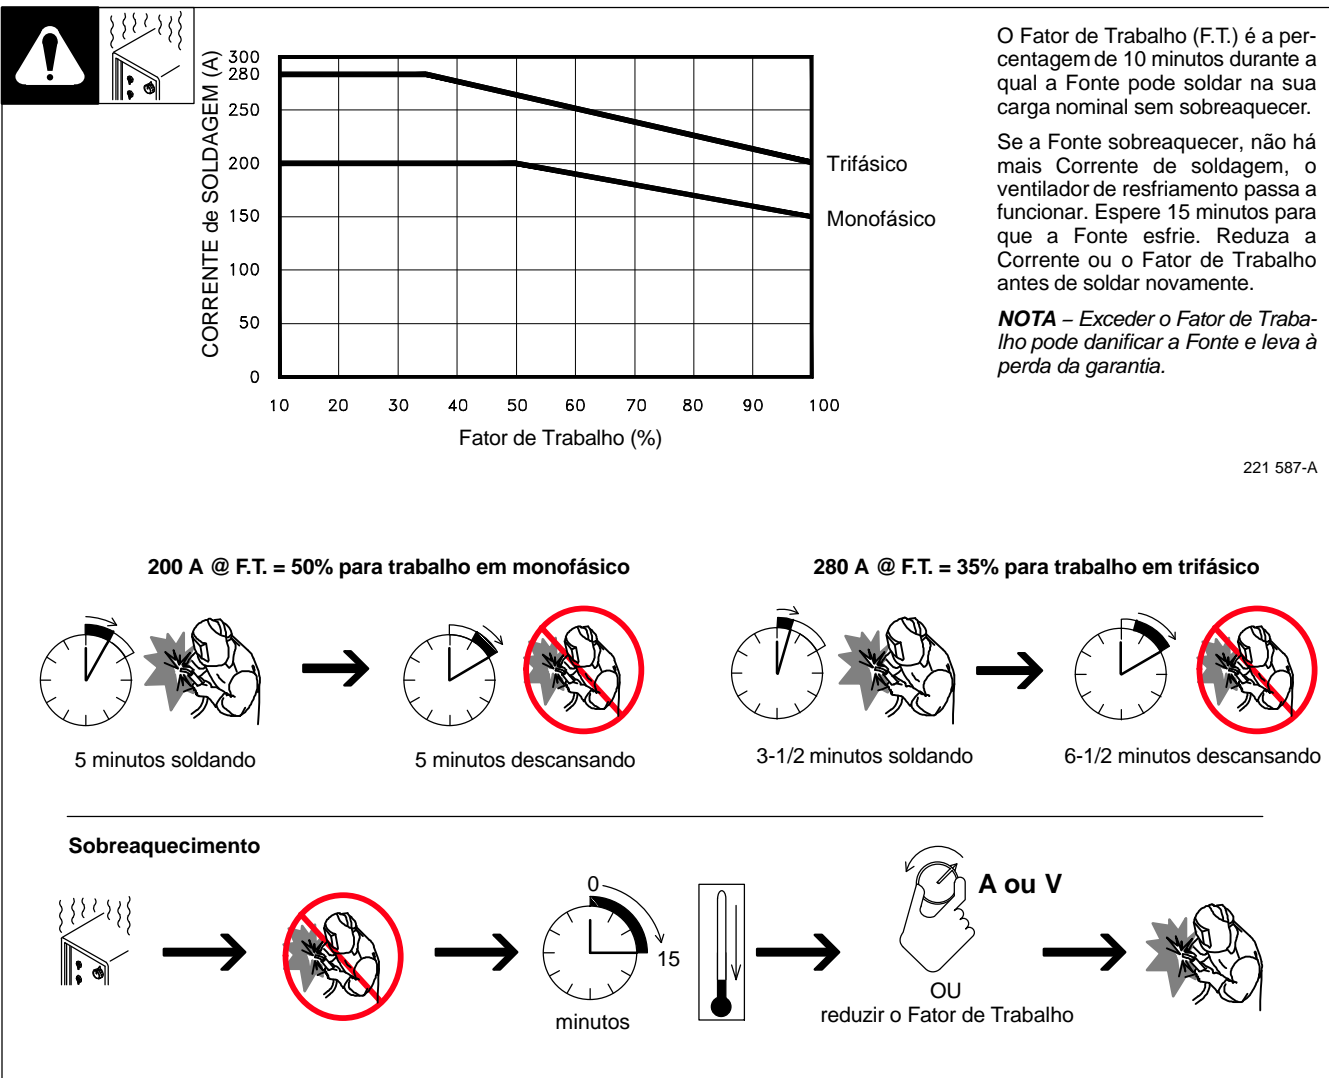 O Fator de Trabalho (F.T.) é a per-
centagem de 10 minutos durante a
qual a Fonte pode soldar na sua
carga nominal sem sobreaquecer.
Se a Fonte sobreaquecer, não há
mais Corrente de soldagem, o
ventilador de resfriamento passa a
funcionar. Espere 15 minutos para
que a Fonte esfrie. Reduza a
Corrente ou o Fator de Trabalho
antes de soldar novamente.
NOTA – Exceder o Fator de Traba-
lho pode danificar a Fonte e leva à
perda da garantia.
CORRENTE de SOLDAGEM (A)
300
280
250
200
150
100
50
0
10 20 30 40 50 60 70 80 90 100
Fator de Trabalho (%)
Trifásico
Monofásico
221 587-A
200 A @ F.T. = 50% para trabalho em monofásico
280 A @ F.T. = 35% para trabalho em trifásico
5 minutos soldando
5 minutos descansando
3-1/2 minutos soldando
6-1/2 minutos descansando
Sobreaquecimento
0
15
minutos
A ou V
OU
reduzir o Fator de Trabalho